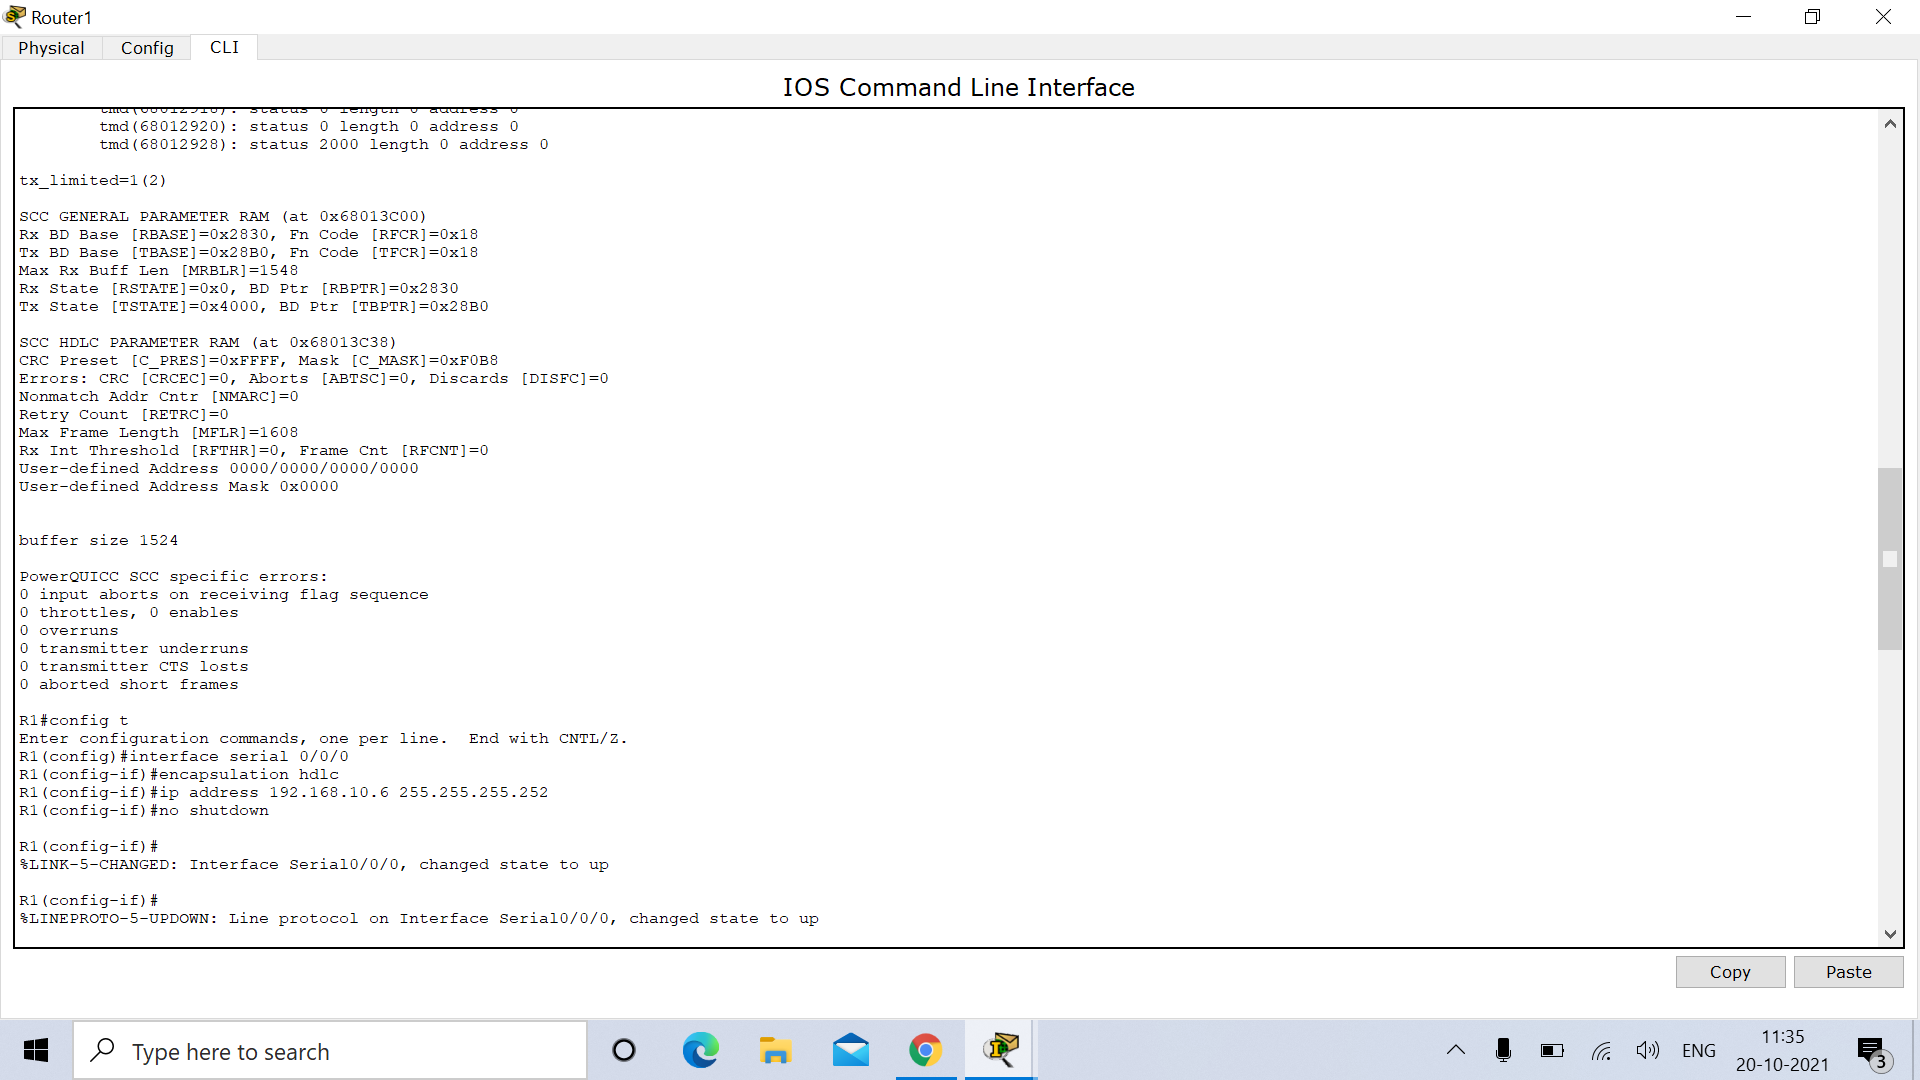 Router1
Physical Config CLI
IOS Command Line Interface
tmd(68012918): status 0 length 0 address 0
tmd(68012920): status 0 length 0 address 0
tmd(68012928): status 2000 length 0 address 0
tx_limited=1(2)
SCC GENERAL PARAMETER RAM (at 0x68013C00)
Rx BD Base [RBASE]=0x2830, Fn Code [RFCR]=0x18
Tx BD Base [TBASE]=0x28B0, Fn Code [TFCR]=0x18
Max Rx Buff Len [MRBLR]=1548
Rx State [RSTATE]=0x0, BD Ptr [RBPTR]=0x2830
Tx State [TSTATE]=0x4000, BD Ptr [TBPTR]=0x28B0
SCC HDLC PARAMETER RAM (at 0x68013C38)
CRC Preset [C_PRES]=0xFFFF, Mask [C_MASK]=0xF0B8
Errors: CRC [CRCEC]=0, Aborts [ABTSC]=0, Discards [DISFC]=0
Nonmatch Addr Cntr [NMARC]=0
Retry Count [RETRC]=0
Max Frame Length [MFLR]=1608
Rx Int Threshold [RFTHR]=0, Frame Cnt [RFCNT]=0
User-defined Address 0000/0000/0000/0000
User-defined Address Mask 0x0000
buffer size 1524
PowerQUICC SCC specific errors:
0 input aborts on receiving flag sequence
0 throttles, 0 enables
0 overruns
0 transmitter underruns
0 transmitter CTS losts
0 aborted short frames
R1#config t
Enter configuration commands, one per line.  End with CNTL/Z.
R1(config)#interface serial 0/0/0
R1(config-if)#encapsulation hdlc
R1(config-if)#ip address 192.168.10.6 255.255.255.252
R1(config-if)#no shutdown
R1(config-if)#
%LINK-5-CHANGED: Interface Serial0/0/0, changed state to up
R1(config-if)#
%LINEPROTO-5-UPDOWN: Line protocol on Interface Serial0/0/0, changed state to up
Copy Paste
Type here to search
ENG
11:35
20-10-2021
3